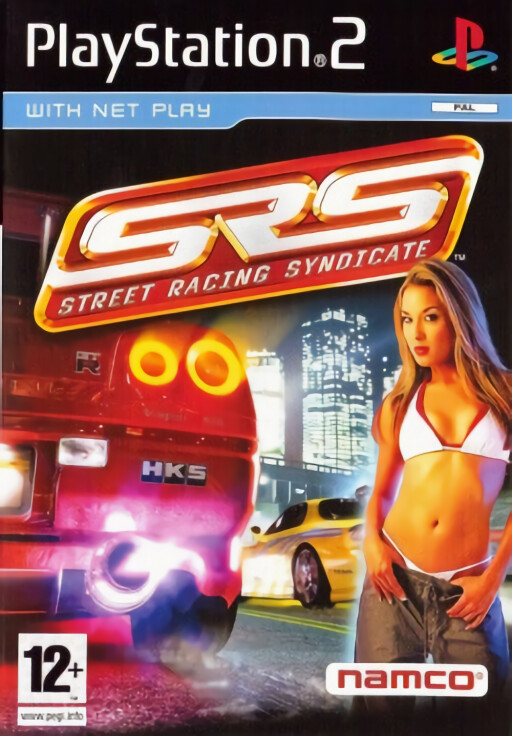 PlayStation®2
PAL
WITH NET PLAY
SRS
STREET RACING SYNDICATE
TM
R
HKS
12+
www.pegi.info
namco®